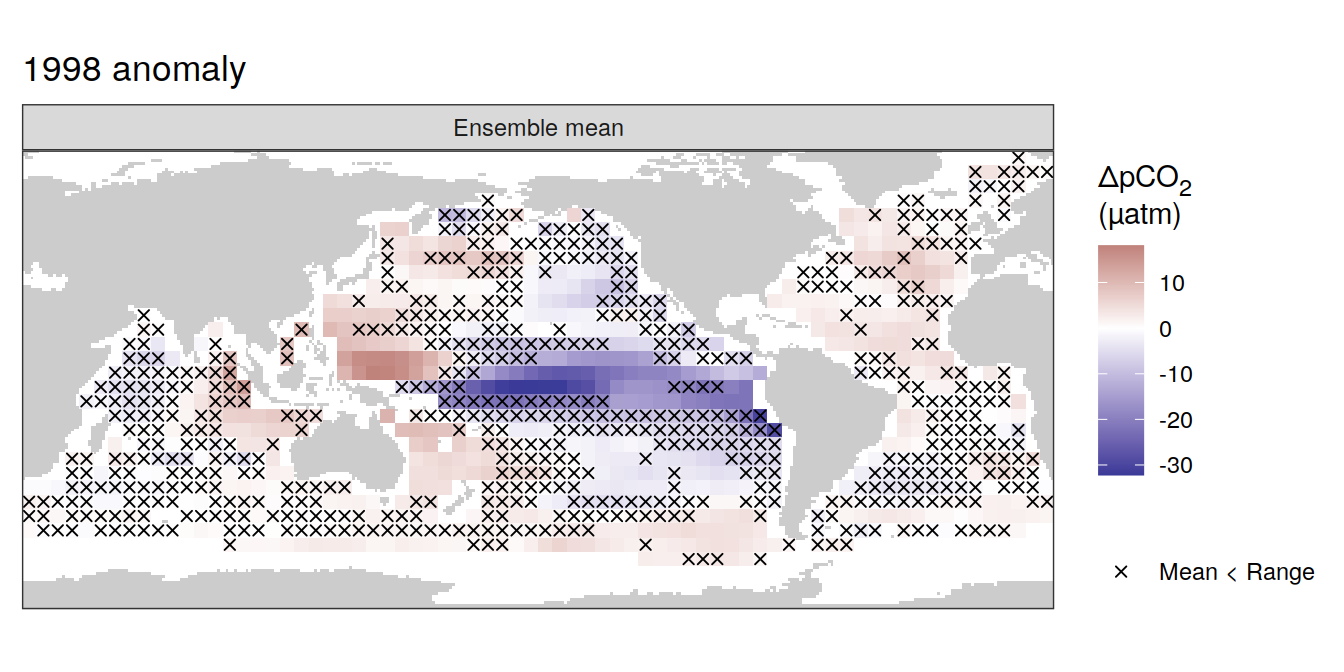 1998 anomaly
Ensemble mean
ΔpCO₂
(µatm)
10
0
-10
-20
-30
× Mean < Range